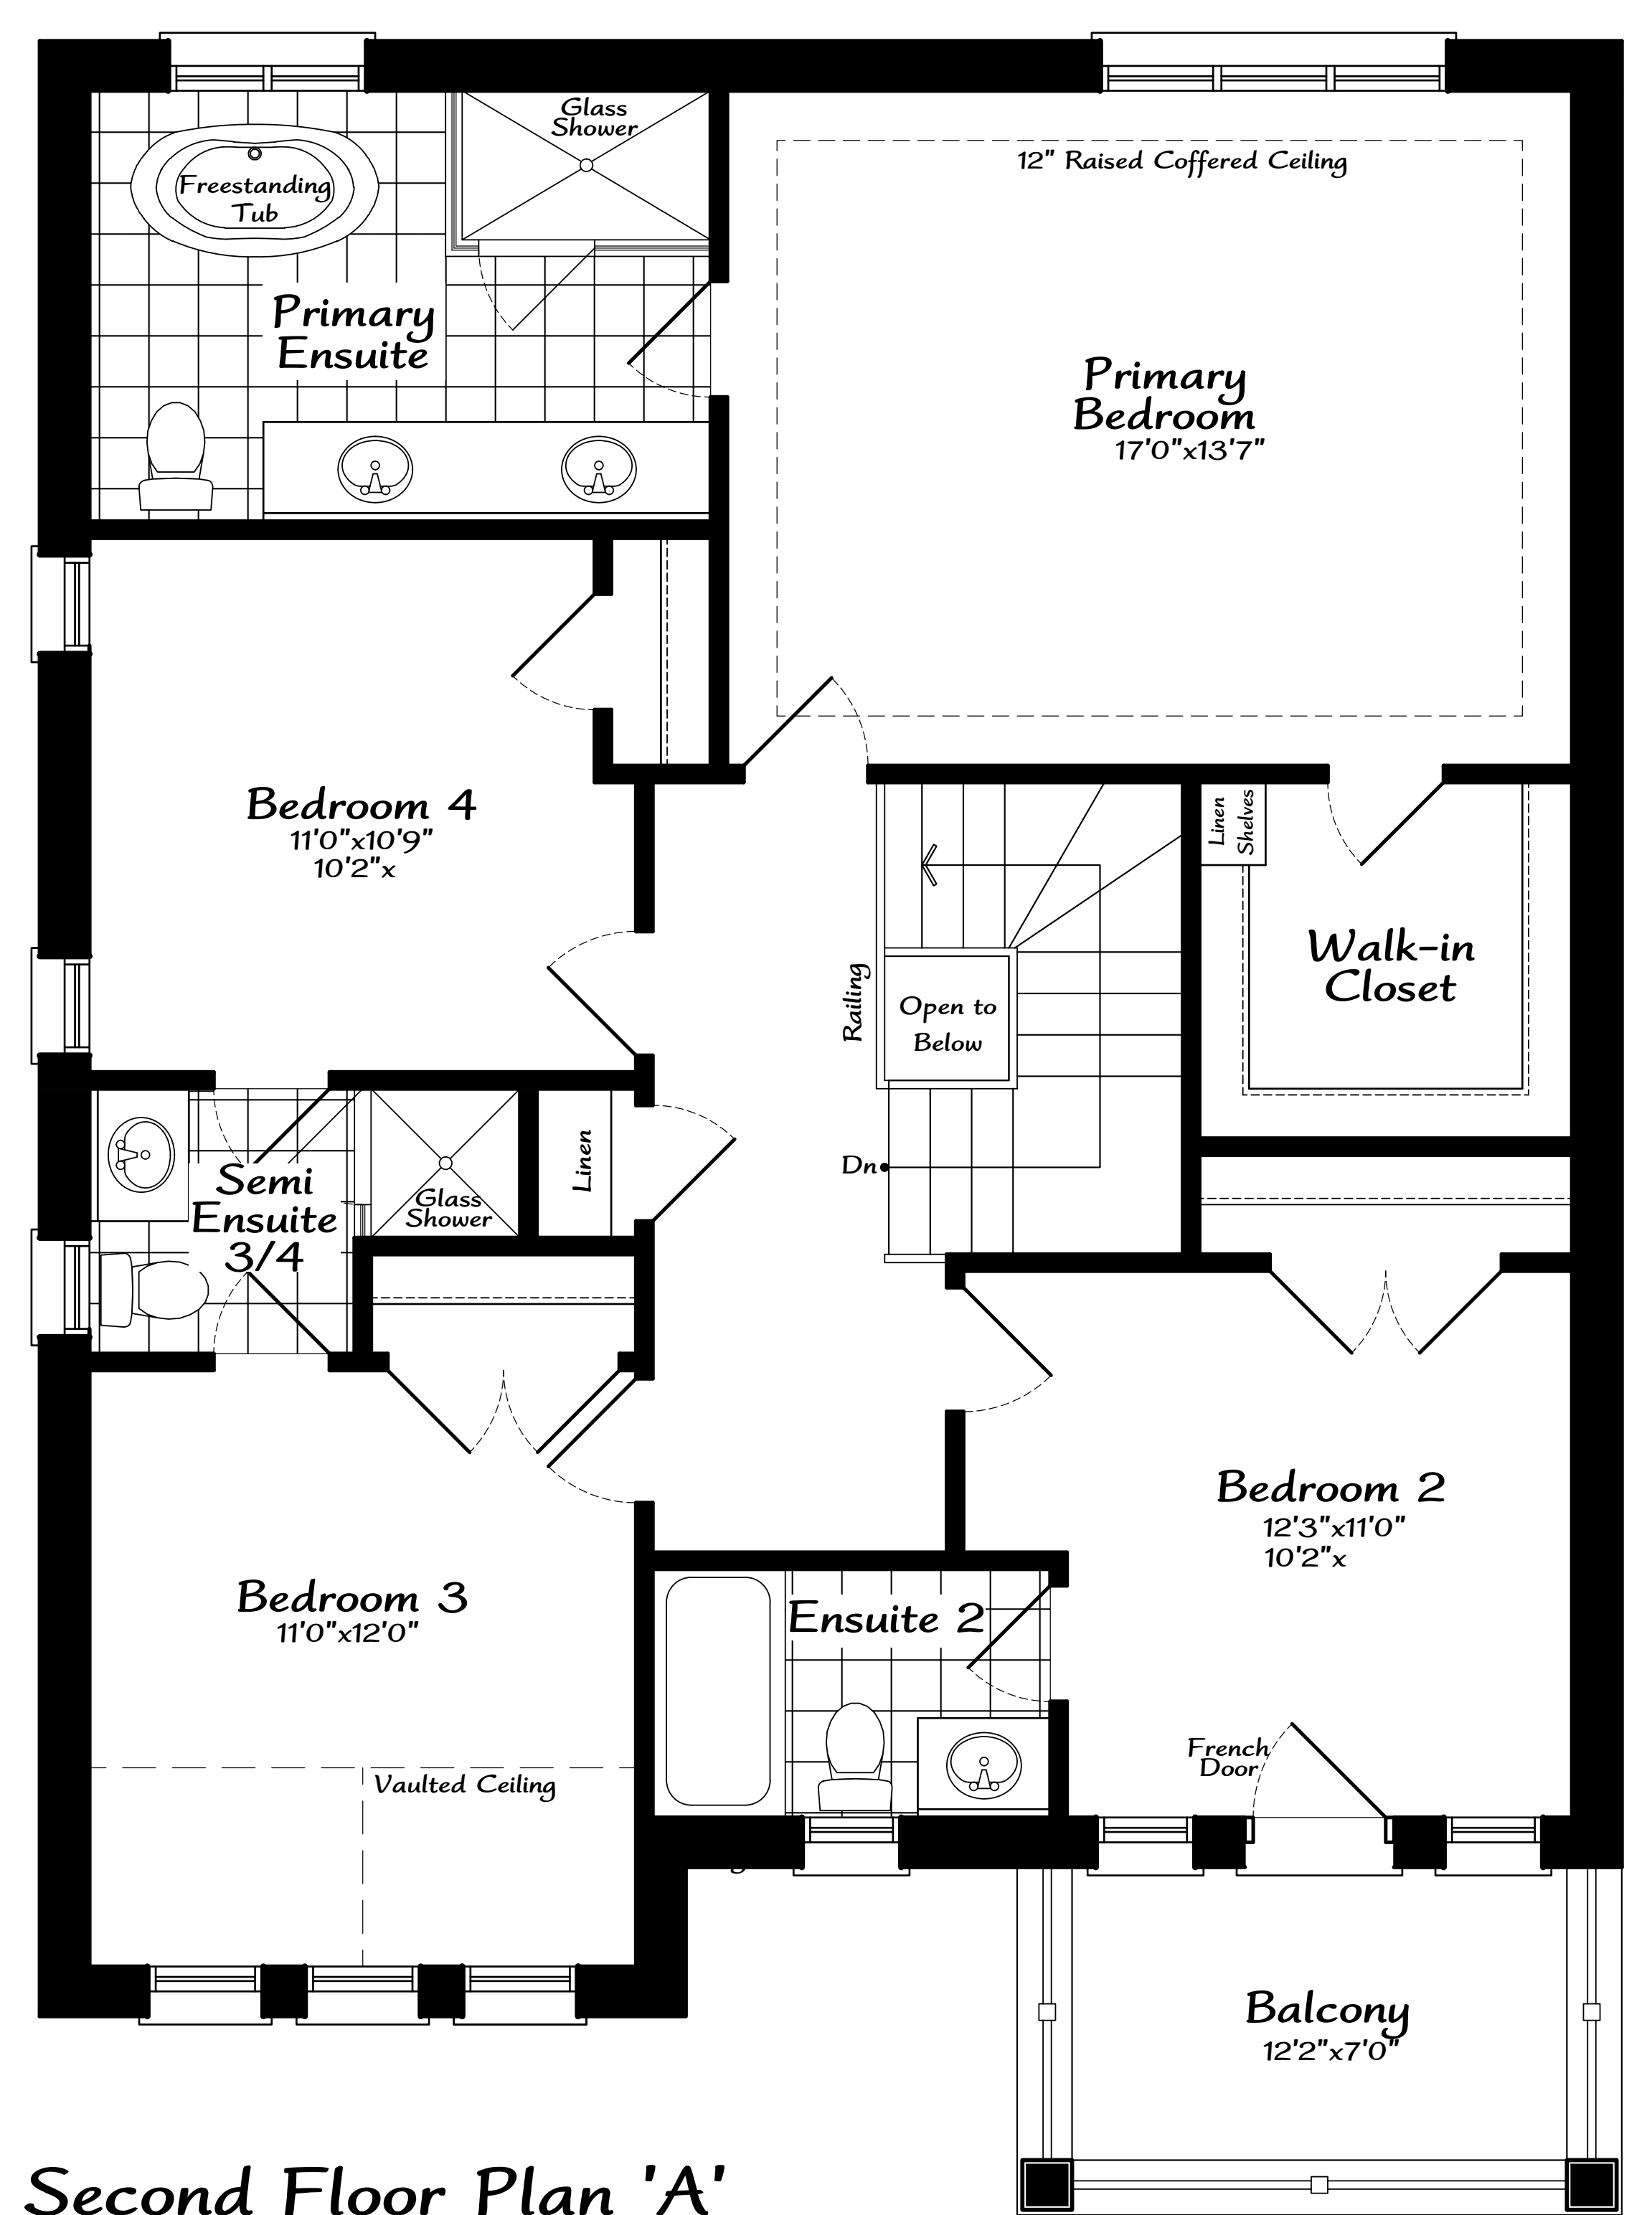 Glass
Shower
Freestanding
Tub
12" Raised Coffered Ceiling
Primary
Ensuite
Primary
Bedroom
17'0"x13'7"
Bedroom 4
11'0"x10'9"
10'2"x
Linen
Shelves
Walk-in
Closet
Railing
Open to
Below
Dn
Linen
Semi
Ensuite
3/4
Glass
Shower
Bedroom 2
12'3"x11'0"
10'2"x
Bedroom 3
11'0"x12'0"
Ensuite 2
French
Door
Vaulted Ceiling
Balcony
12'2"x7'0"
Second Floor Plan 'A'